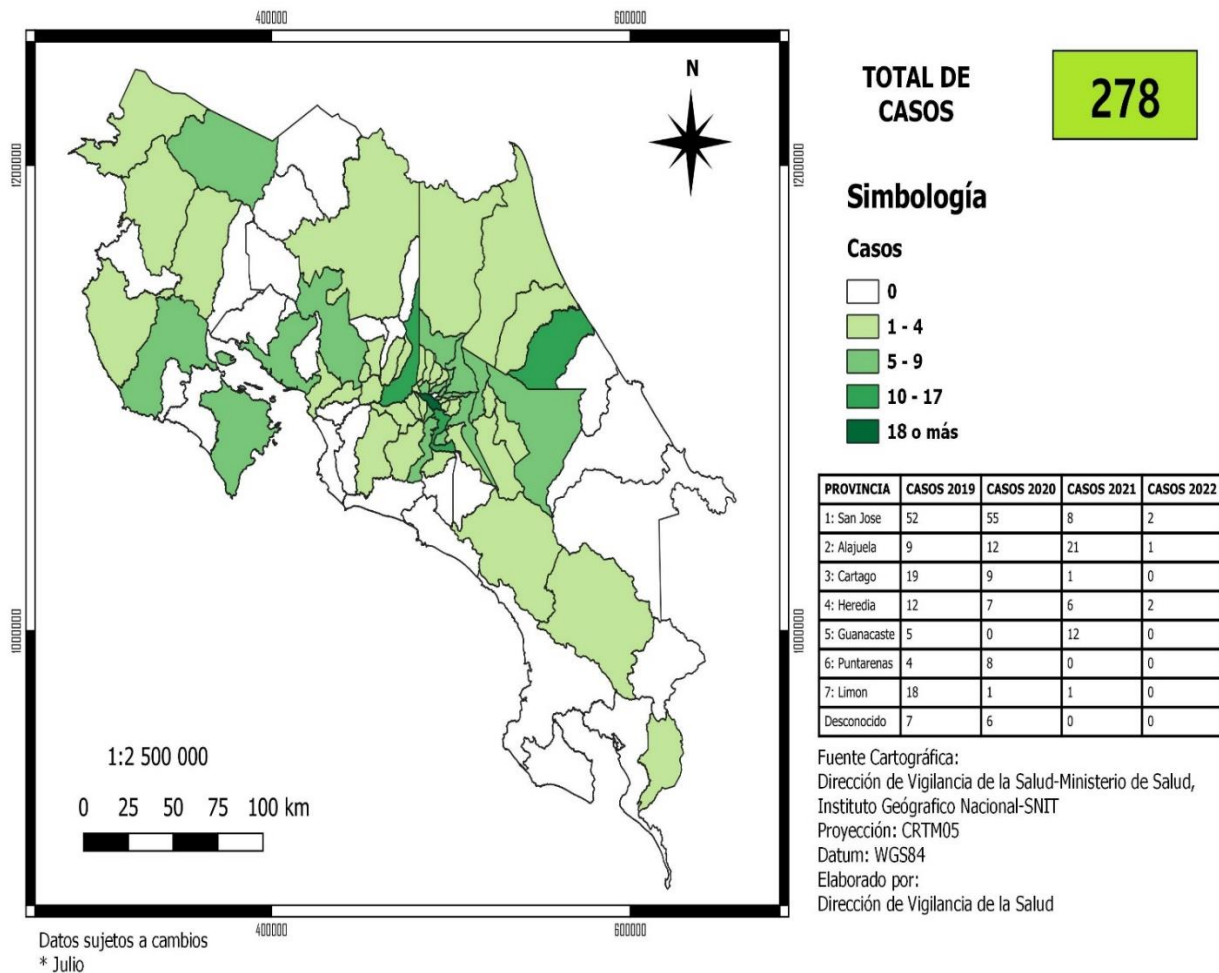 400000
600000
N
1200000
1200000
1000000
1000000
1:2 500 000
0 25 50 75 100 km
400000
600000
Datos sujetos a cambios
* Julio
TOTAL DE
CASOS
278
Simbología
Casos
0
1 - 4
5 - 9
10 - 17
18 o más
PROVINCIA CASOS 2019 CASOS 2020 CASOS 2021 CASOS 2022
1: San Jose 52 55 8 2
2: Alajuela 9 12 21 1
3: Cartago 19 9 1 0
4: Heredia 12 7 6 2
5: Guanacaste 5 0 12 0
6: Puntarenas 4 8 0 0
7: Limon 18 1 1 0
Desconocido 7 6 0 0
Fuente Cartográfica:
Dirección de Vigilancia de la Salud-Ministerio de Salud,
Instituto Geógrafico Nacional-SNIT
Proyección: CRTM05
Datum: WGS84
Elaborado por:
Dirección de Vigilancia de la Salud